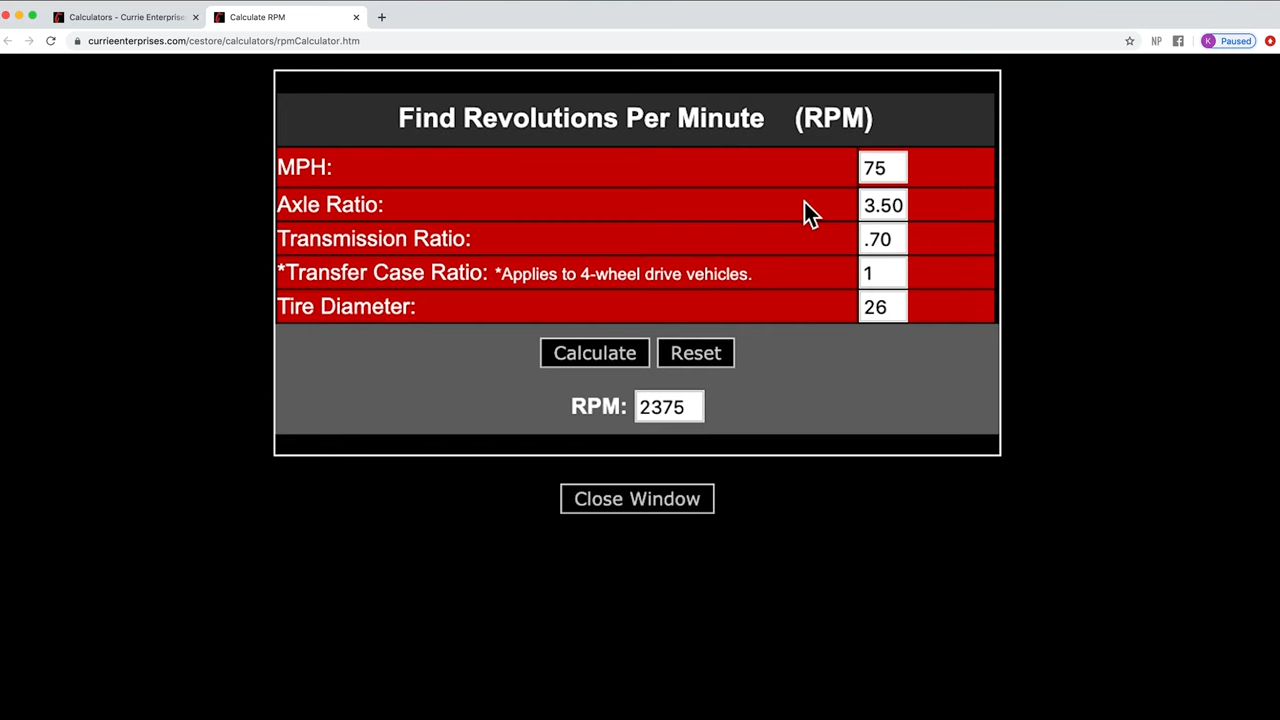 Calculators - Currie Enterprise
Calculate RPM
currieenterprises.com/cestore/calculators/rpmCalculator.htm
NP
K
Paused
Find Revolutions Per Minute (RPM)
MPH: 75
Axle Ratio: 3.50
Transmission Ratio: .70
*Transfer Case Ratio: *Applies to 4-wheel drive vehicles. 1
Tire Diameter: 26
Calculate Reset
RPM: 2375
Close Window